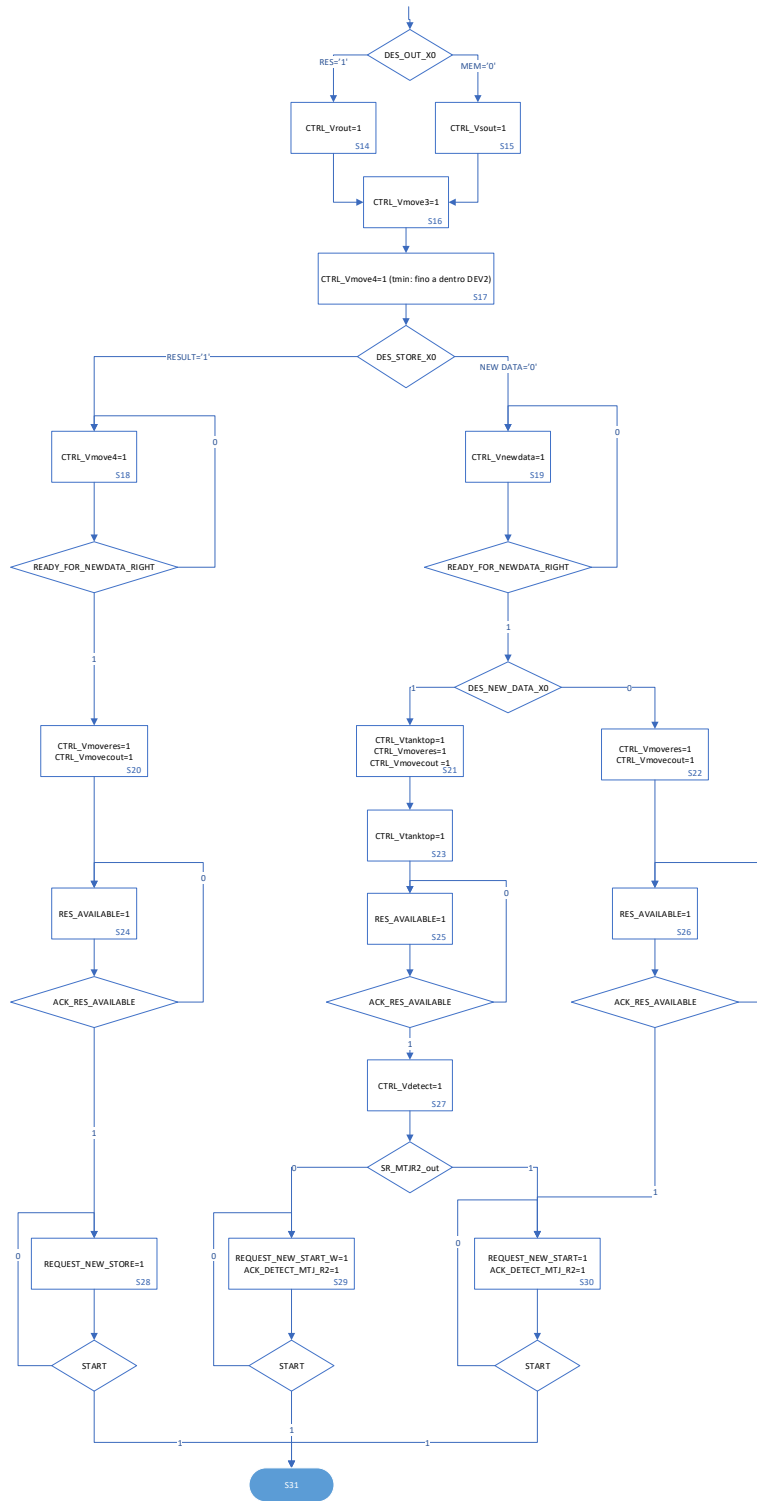 DES_OUT_X0
RES='1'
MEM='0'
CTRL_Vrout=1
S14
CTRL_Vsout=1
S15
CTRL_Vmove3=1
S16
CTRL_Vmove4=1 (tmin: fino a dentro DEV2)
S17
DES_STORE_X0
RESULT='1'
NEW DATA='0'
0
0
CTRL_Vmove4=1
S18
CTRL_Vnewdata=1
S19
READY_FOR_NEWDATA_RIGHT
READY_FOR_NEWDATA_RIGHT
1
1
DES_NEW_DATA_X0
1
0
CTRL_Vmoveres=1
CTRL_Vmovecout=1
S20
CTRL_Vtanktop=1
CTRL_Vmoveres=1
CTRL_Vmovecout =1
S21
CTRL_Vmoveres=1
CTRL_Vmovecout=1
S22
CTRL_Vtanktop=1
S23
0
0
RES_AVAILABLE=1
S24
RES_AVAILABLE=1
S25
RES_AVAILABLE=1
S26
ACK_RES_AVAILABLE
ACK_RES_AVAILABLE
ACK_RES_AVAILABLE
1
CTRL_Vdetect=1
S27
1
SR_MTJR2_out
0
1
1
0
0
0
REQUEST_NEW_STORE=1
S28
REQUEST_NEW_START_W=1
ACK_DETECT_MTJ_R2=1
S29
REQUEST_NEW_START=1
ACK_DETECT_MTJ_R2=1
S30
START
START
START
1
1
1
S31